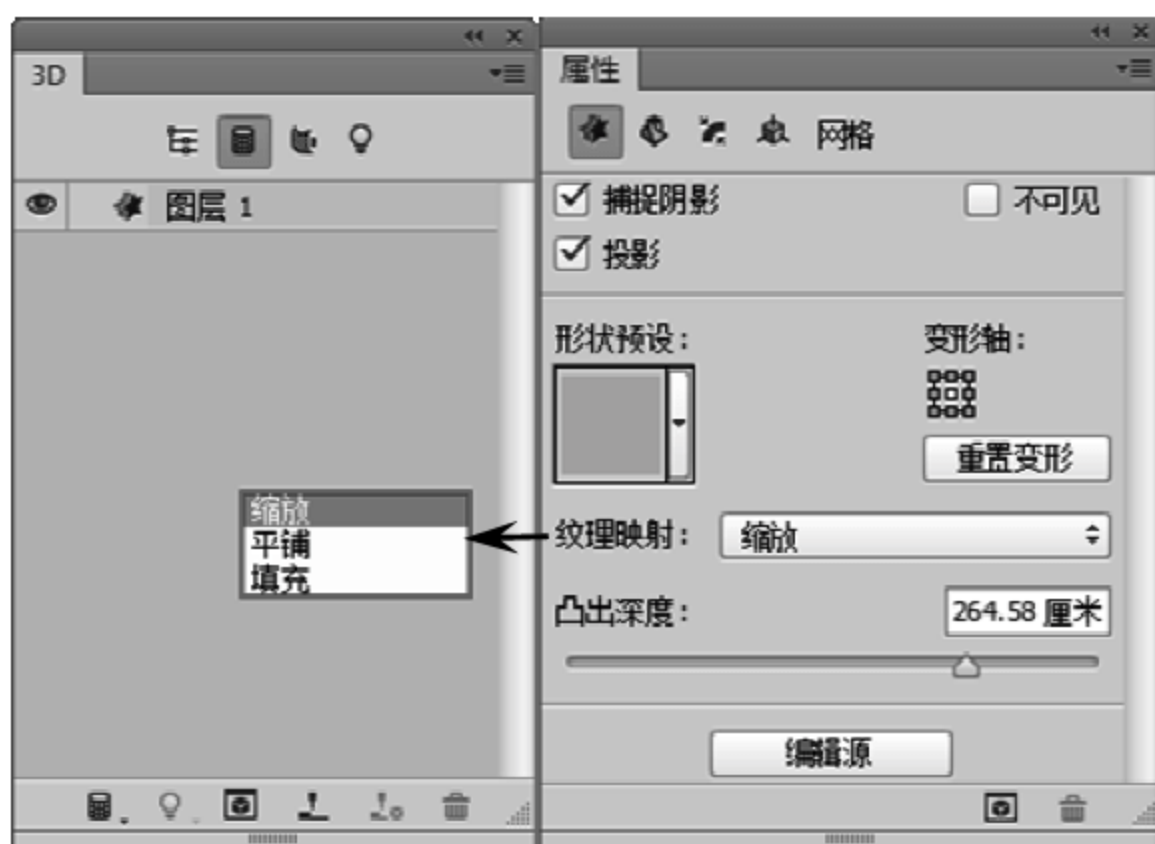 3D
图层 1
缩放
平铺
填充
属性
网格
捕捉阴影
不可见
投影
形状预设：
变形轴：
重置变形
纹理映射：
缩放
凸出深度：
264.58 厘米
编辑源